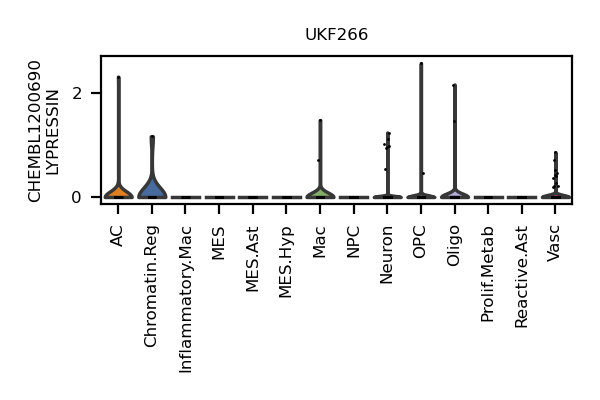 UKF266
CHEMBL1200690
LYPRESSIN
2
0
AC
Chromatin.Reg
Inflammatory.Mac
MES
MES.Ast
MES.Hyp
Mac
NPC
Neuron
OPC
Oligo
Prolif.Metab
Reactive.Ast
Vasc